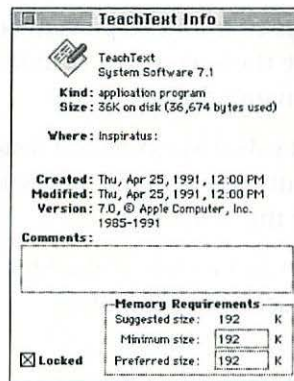 TeachText Info
TeachText
System Software 7.1
Kind: application program
Size: 36K on disk (36,674 bytes used)
Where: Inspiratus:
Created: Thu, Apr 25, 1991, 12:00 PM
Modified: Thu, Apr 25, 1991, 12:00 PM
Version: 7.0, © Apple Computer, Inc.
1985-1991
Comments:
Memory Requirements
Suggested size: 192 K
Minimum size: 192 K
Locked Preferred size: 192 K